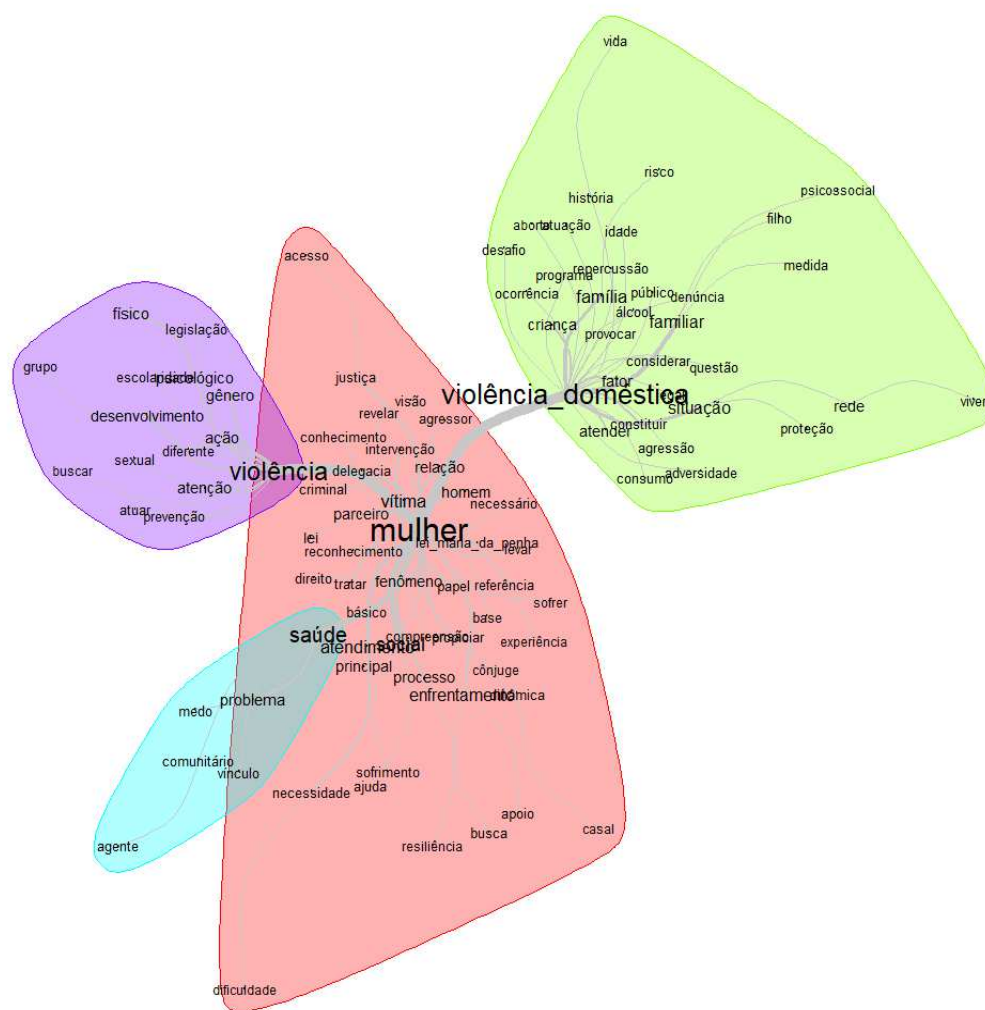 vida
risco
psicossocial
história
filho
aborto
atuação
idade
desafio
acesso
repercussão
medida
programa
ocorrência
família
público
denúncia
físico
álcool
criança
familiar
legislação
provocar
grupo
considerar
questão
escolaridade
psicológico
justiça
fator
gênero
violência_doméstica
visão
situação
rede
viver
desenvolvimento
revelar
agressor
constituir
proteção
atender
ação
conhecimento
diferente
intervenção
agressão
sexual
relação
buscar
violência
delegacia
adversidade
consumo
atenção
criminal
homem
vítima
necessário
atuar
prevenção
parceiro
mulher
lei
lei_maria_da_penha
reconhecimento
levar
direito
tratar
fenômeno
papel
referência
sofrer
básico
base
saúde
compreensão
propiciar
experiência
atendimento
social
principal
cônjuge
processo
problema
enfrentamento
dinâmica
medo
comunitário
vínculo
sofrimento
ajuda
necessidade
apoio
casal
busca
agente
resiliência
dificuldade